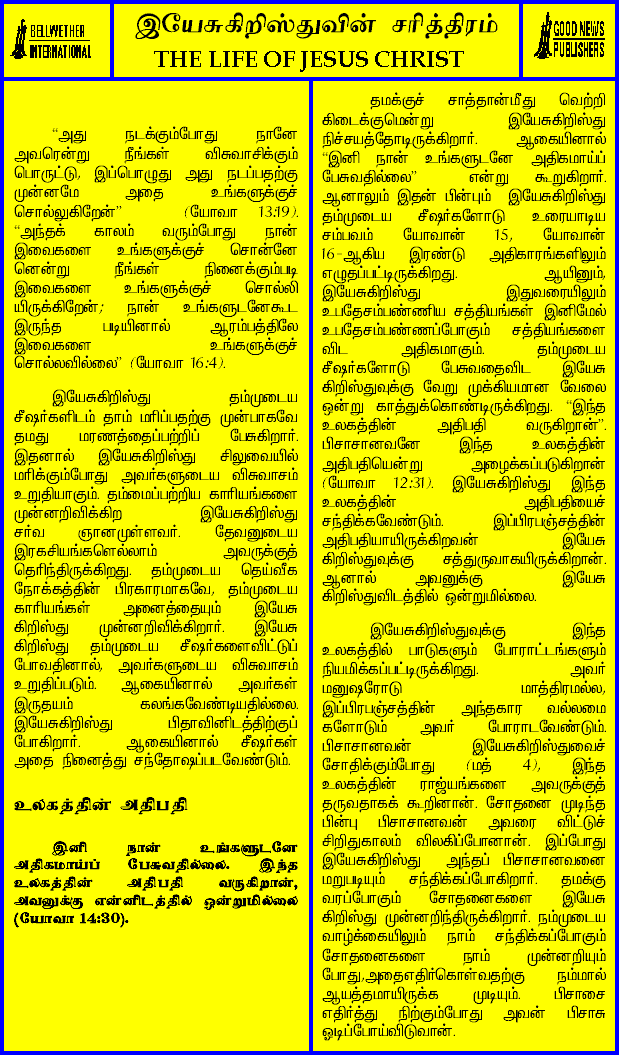 BELLWETHER
INTERNATIONAL
இயேசுகிறிஸ்துவின் சரித்திரம்
THE LIFE OF JESUS CHRIST
GOOD NEWS
PUBLISHERS
“அது நடக்கும்போது நானே
அவரென்று நீங்கள் விசுவாசிக்கும்
பொருட்டு, இப்பொழுது அது நடப்பதற்கு
முன்னமே அதை உங்களுக்குச்
சொல்லுகிறேன்” (யோவா 13:19).
“அந்தக் காலம் வரும்போது நான்
இவைகளை உங்களுக்குச் சொன்னே
னென்று நீங்கள் நினைக்கும்படி
இவைகளை உங்களுக்குச் சொல்லி
யிருக்கிறேன்; நான் உங்களுடனேகூட
இருந்த படியினால் ஆரம்பத்திலே
இவைகளை உங்களுக்குச்
சொல்லவில்லை” (யோவா 16:4).
இயேசுகிறிஸ்து தம்முடைய
சீஷர்களிடம் தாம் மரிப்பதற்கு முன்பாகவே
தமது மரணத்தைப்பற்றிப் பேசுகிறார்.
இதனால் இயேசுகிறிஸ்து சிலுவையில்
மரிக்கும்போது அவர்களுடைய விசுவாசம்
உறுதியாகும். தம்மைப்பற்றிய காரியங்களை
முன்னறிவிக்கிற இயேசுகிறிஸ்து
சர்வ ஞானமுள்ளவர். தேவனுடைய
இரகசியங்களெல்லாம் அவருக்குத்
தெரிந்திருக்கிறது. தம்முடைய தெய்வீக
நோக்கத்தின் பிரகாரமாகவே, தம்முடைய
காரியங்கள் அனைத்தையும் இயேசு
கிறிஸ்து முன்னறிவிக்கிறார். இயேசு
கிறிஸ்து தம்முடைய சீஷர்களைவிட்டுப்
போவதினால், அவர்களுடைய விசுவாசம்
உறுதிப்படும். ஆகையினால் அவர்கள்
இருதயம் கலங்கவேண்டியதில்லை.
இயேசுகிறிஸ்து பிதாவினிடத்திற்குப்
போகிறார். ஆகையினால் சீஷர்கள்
அதை நினைத்து சந்தோஷப்படவேண்டும்.
உலகத்தின் அதிபதி
இனி நான் உங்களுடனே
அதிகமாய்ப் பேசுவதில்லை. இந்த
உலகத்தின் அதிபதி வருகிறான்,
அவனுக்கு என்னிடத்தில் ஒன்றுமில்லை
(யோவா 14:30).
தமக்குச் சாத்தான்மீது வெற்றி
கிடைக்குமென்று இயேசுகிறிஸ்து
நிச்சயத்தோடிருக்கிறார். ஆகையினால்
“இனி நான் உங்களுடனே அதிகமாய்ப்
பேசுவதில்லை” என்று கூறுகிறார்.
ஆனாலும் இதன் பின்பும் இயேசுகிறிஸ்து
தம்முடைய சீஷர்களோடு உரையாடிய
சம்பவம் யோவான் 15, யோவான்
16-ஆகிய இரண்டு அதிகாரங்களிலும்
எழுதப்பட்டிருக்கிறது. ஆயினும்,
இயேசுகிறிஸ்து இதுவரையிலும்
உபதேசம்பண்ணிய சத்தியங்கள் இனிமேல்
உபதேசம்பண்ணப்போகும் சத்தியங்களை
விட அதிகமாகும். தம்முடைய
சீஷர்களோடு பேசுவதைவிட இயேசு
கிறிஸ்துவுக்கு வேறு முக்கியமான வேலை
ஒன்று காத்துக்கொண்டிருக்கிறது. “இந்த
உலகத்தின் அதிபதி வருகிறான்”.
பிசாசானவனே இந்த உலகத்தின்
அதிபதியென்று அழைக்கப்படுகிறான்
(யோவா 12:31). இயேசுகிறிஸ்து இந்த
உலகத்தின் அதிபதியைச்
சந்திக்கவேண்டும். இப்பிரபஞ்சத்தின்
அதிபதியாயிருக்கிறவன் இயேசு
கிறிஸ்துவுக்கு சத்துருவாகயிருக்கிறான்.
ஆனால் அவனுக்கு இயேசு
கிறிஸ்துவிடத்தில் ஒன்றுமில்லை.
இயேசுகிறிஸ்துவுக்கு இந்த
உலகத்தில் பாடுகளும் போராட்டங்களும்
நியமிக்கப்பட்டிருக்கிறது. அவர்
மனுஷரோடு மாத்திரமல்ல,
இப்பிரபஞ்சத்தின் அந்தகார வல்லமை
களோடும் அவர் போராடவேண்டும்.
பிசாசானவன் இயேசுகிறிஸ்துவைச்
சோதிக்கும்போது (மத் 4), இந்த
உலகத்தின் ராஜ்யங்களை அவருக்குத்
தருவதாகக் கூறினான். சோதனை முடிந்த
பின்பு பிசாசானவன் அவரை விட்டுச்
சிறிதுகாலம் விலகிப்போனான். இப்போது
இயேசுகிறிஸ்து அந்தப் பிசாசானவனை
மறுபடியும் சந்திக்கப்போகிறார். தமக்கு
வரப்போகும் சோதனைகளை இயேசு
கிறிஸ்து முன்னறிந்திருக்கிறார். நம்முடைய
வாழ்க்கையிலும் நாம் சந்திக்கப்போகும்
சோதனைகளை நாம் முன்னறியும்
போது,அதைஎதிர்கொள்வதற்கு நம்மால்
ஆயத்தமாயிருக்க முடியும். பிசாசை
எதிர்த்து நிற்கும்போது அவன் பிசாசு
ஓடிப்போய்விடுவான்.